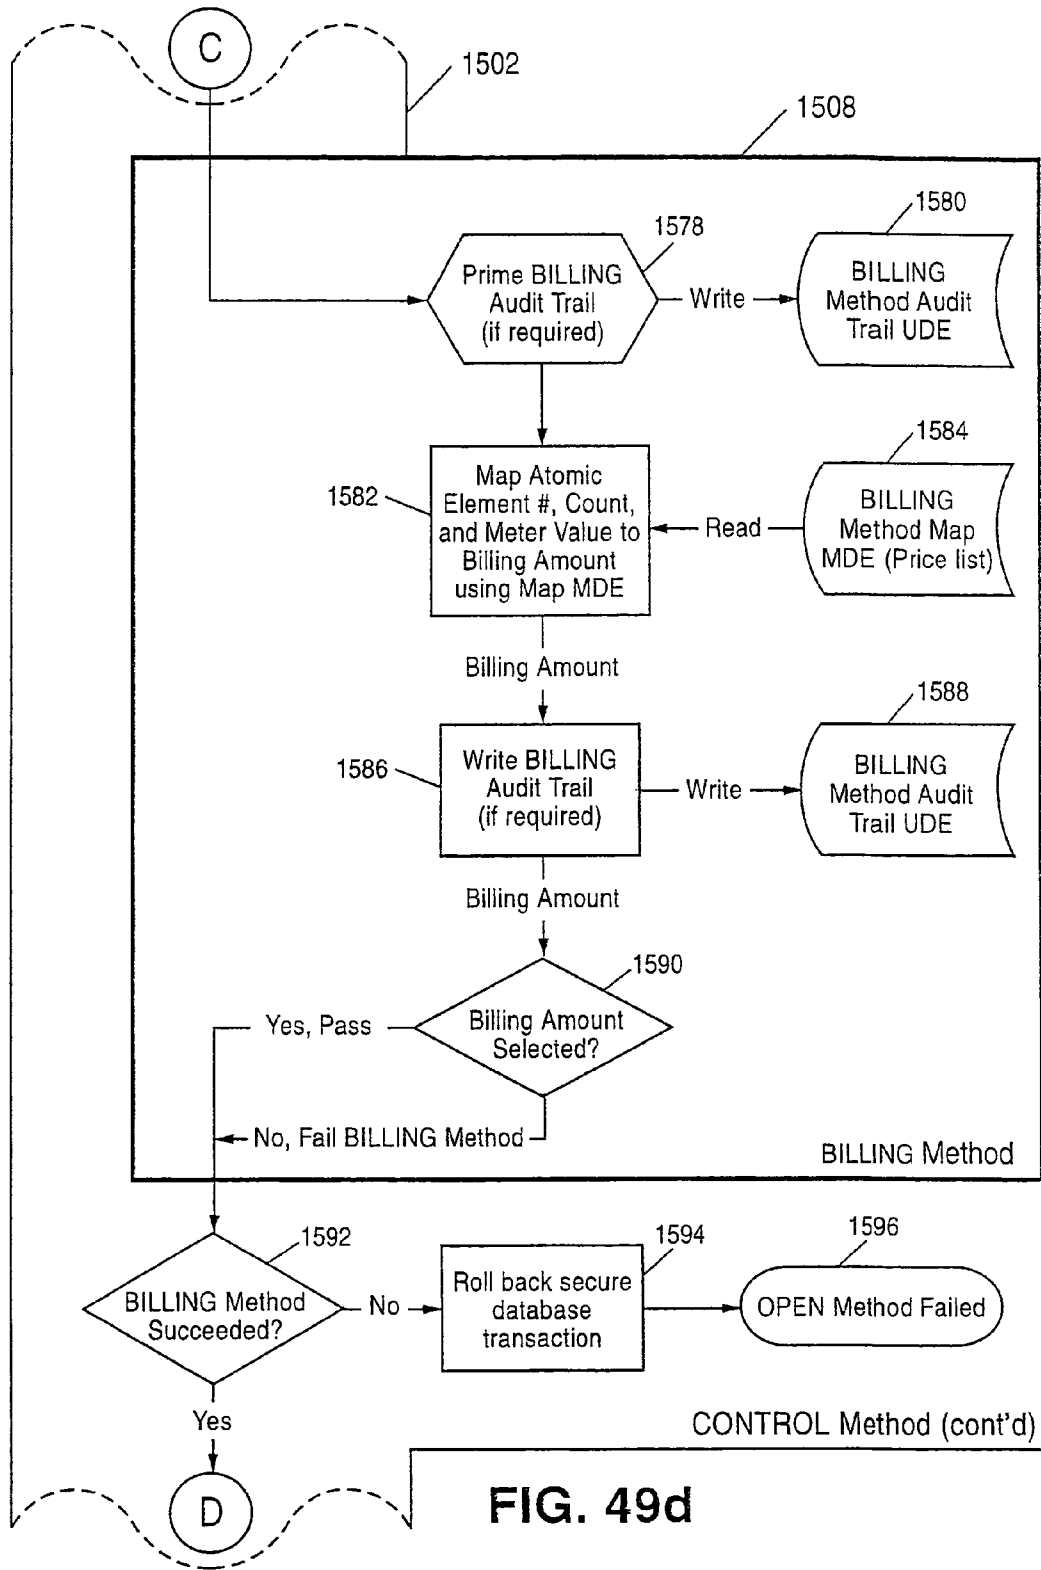 C
1502
1508
1580
1578
Prime BILLING
Audit Trail
(if required)
Write
BILLING
Method Audit
Trail UDE
1584
1582
Map Atomic
Element #, Count,
and Meter Value to
Billing Amount
using Map MDE
Read
BILLING
Method Map
MDE (Price list)
Billing Amount
1588
1586
Write BILLING
Audit Trail
(if required)
Write
BILLING
Method Audit
Trail UDE
Billing Amount
1590
Yes, Pass
Billing Amount
Selected?
No, Fail BILLING Method
BILLING Method
1592
1594
1596
BILLING Method
Succeeded?
No
Roll back secure
database
transaction
OPEN Method Failed
Yes
CONTROL Method (cont'd)
D
FIG. 49d